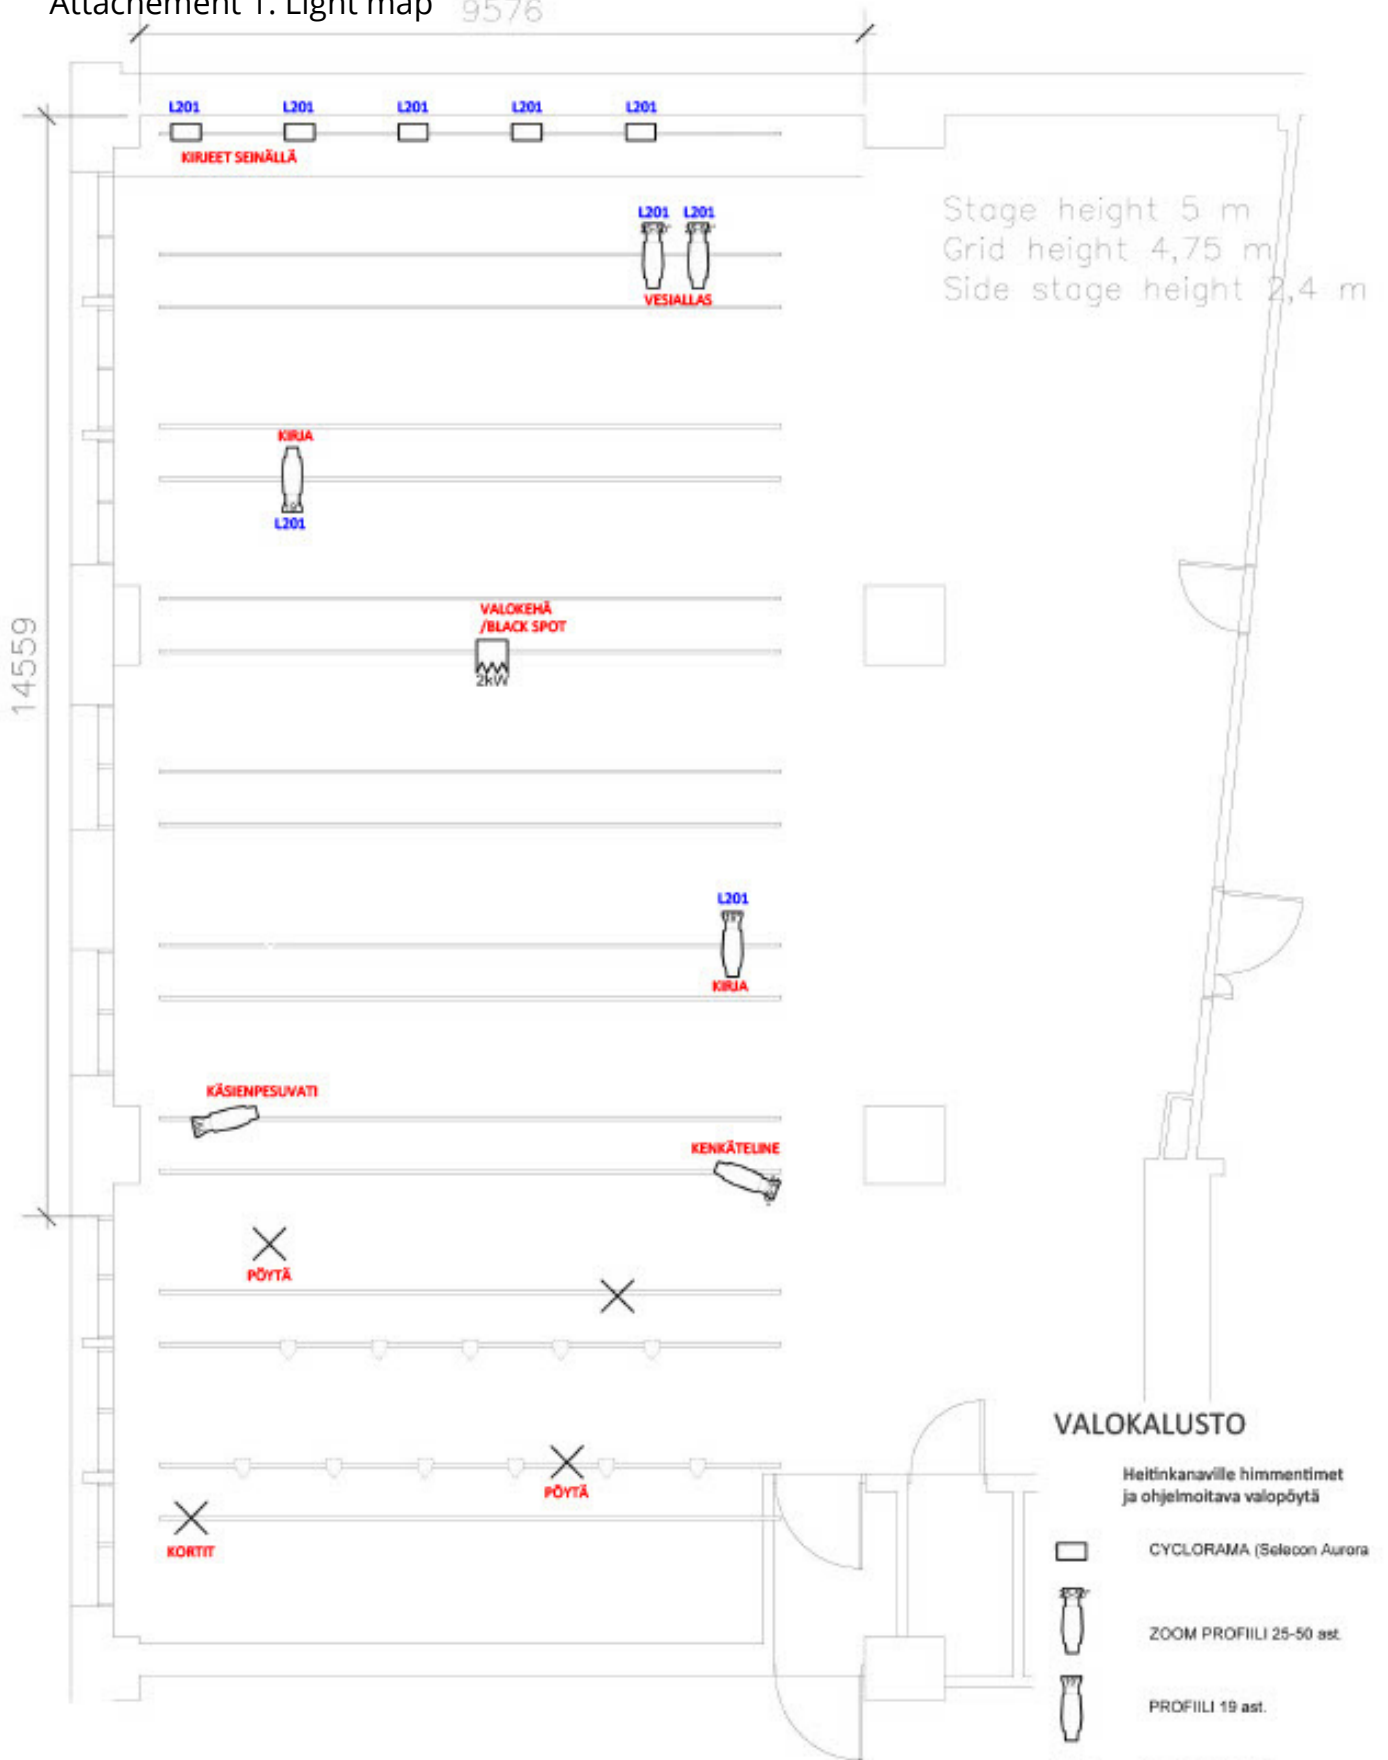 Attachement 1. Light map
9576
L201 L201 L201 L201 L201
KIRJEET SEINÄLLÄ
L201 L201
VESIALLAS
Stage height 5 m
Grid height 4,75 m
Side stage height 2,4 m
KIRJA
L201
VALOKEHÄ
/BLACK SPOT
2kW
14559
L201
KIRJA
KÄSIENPESUVATI
KENKÄTELINE
PÖYTÄ
PÖYTÄ
KORTIT
VALOKALUSTO
Heitinkanaville himmentimet
ja ohjelmoitava valopöytä
CYCLORAMA (Selecon Aurora
ZOOM PROFIILI 25-50 ast.
PROFIILI 19 ast.